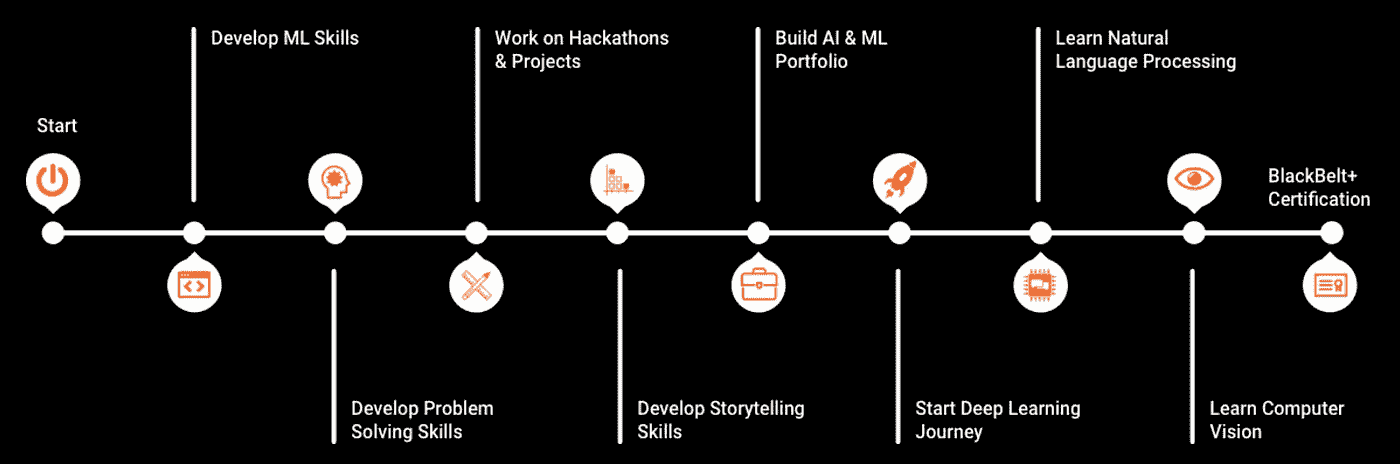 Start
Develop ML Skills
Develop Problem
Solving Skills
Work on Hackathons
& Projects
Develop Storytelling
Skills
Build AI & ML
Portfolio
Start Deep Learning
Journey
Learn Natural
Language Processing
Learn Computer
Vision
BlackBelt+
Certification